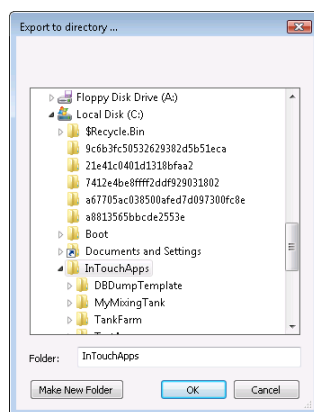 Export to directory ...
Floppy Disk Drive (A:)
Local Disk (C:)
$Recycle.Bin
9c6b3fc50532629382d5b51eca
21e41c0401d1318bfaa2
7412e4be8ffff2ddf929031802
a67705ac038500afed7d097300fc8e
a8813565bbcde2553e
Boot
Documents and Settings
InTouchApps
DBDumpTemplate
MyMixingTank
TankFarm
Folder: InTouchApps
Make New Folder OK Cancel